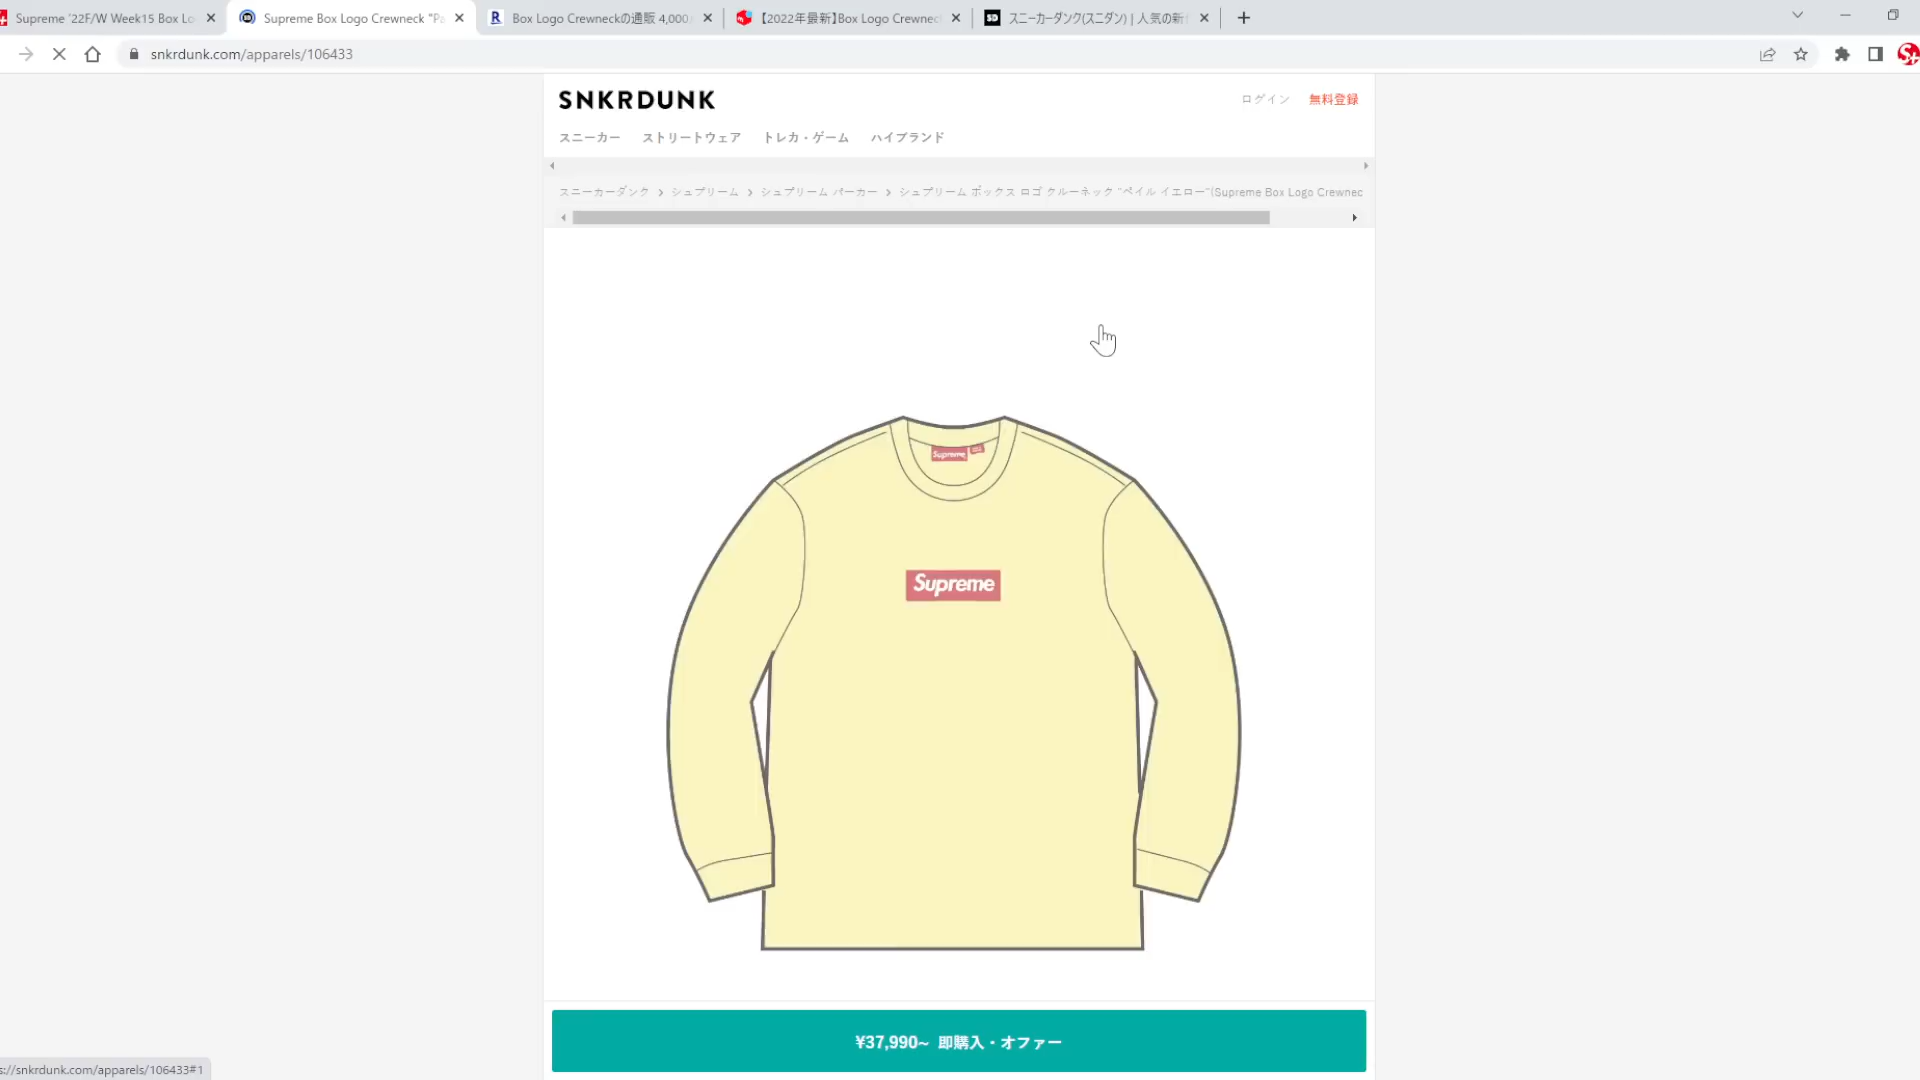 Supreme '22F/W Week15 Box Lo
Supreme Box Logo Crewneck "Pa
Box Logo Crewneckの通販 4,000
【2022年最新】Box Logo Crewnec
スニーカーダンク(スニダン) | 人気の新
snkrdunk.com/apparels/106433
SNKRDUNK
ログイン 無料登録
スニーカー ストリートウェア トレカ・ゲーム ハイブランド
スニーカーダンク > シュプリーム > シュプリーム パーカー > シュプリーム ボックス ロゴ クルーネック "ペイル イエロー"(Supreme Box Logo Crewnec
Supreme
Supreme
¥37,990~ 即購入・オファー
s://snkrdunk.com/apparels/106433#1